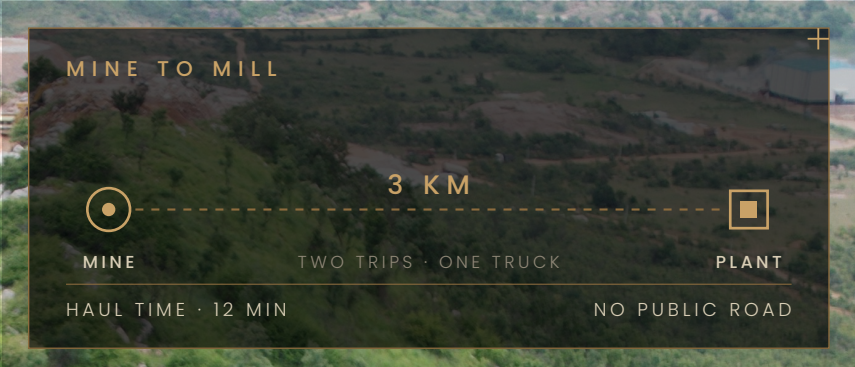 MINE TO MILL
3 KM
MINE
TWO TRIPS · ONE TRUCK
PLANT
HAUL TIME · 12 MIN
NO PUBLIC ROAD